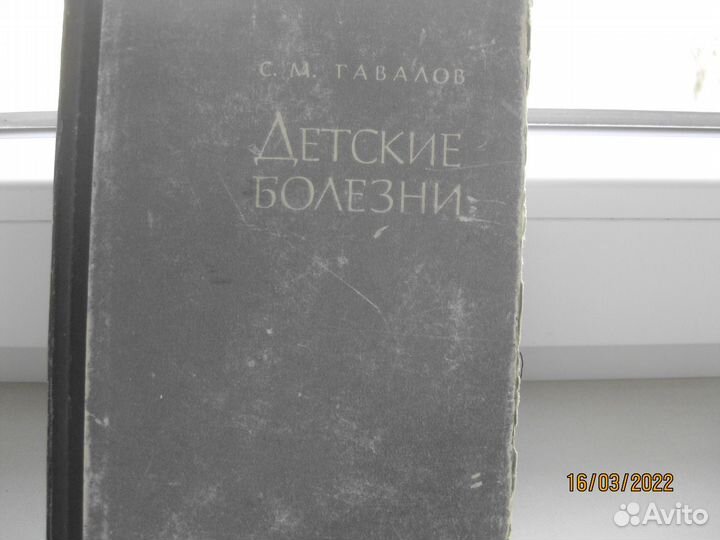 С. М. ГАВАЛОВ
ДЕТСКИЕ
БОЛЕЗНИ
16/03/2022
Avito